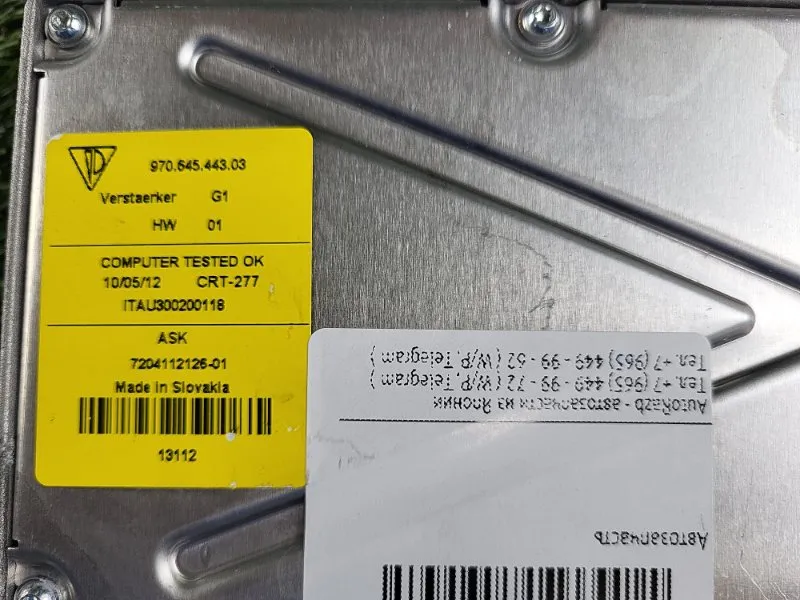 970.645.443.03
Verstaerker G1
HW 01
COMPUTER TESTED OK
10/05/12 CRT-277
ITAU300200118
ASK
7204112126-01
Made in Slovakia
13112
Автозапчасть
AutoRazb - автозапчасти из Японии
Тел. +7 (965) 449 - 99 - 72 ( W/P, Telegram )
Тел. +7 (965) 449 - 99 - 62 ( W/P, Telegram )